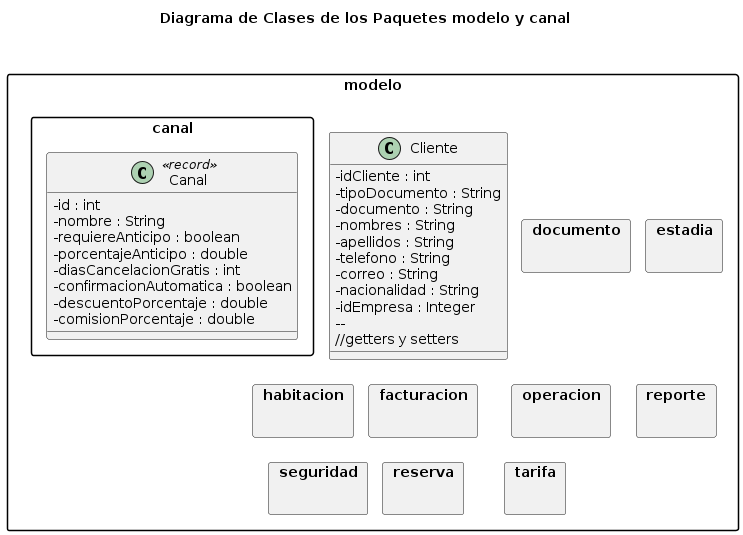 Diagrama de Clases de los Paquetes modelo y canal
modelo
canal
C
«record»
Canal
-id : int
-nombre : String
-requiereAnticipo : boolean
-porcentajeAnticipo : double
-diasCancelacionGratis : int
-confirmacionAutomatica : boolean
-descuentoPorcentaje : double
-comisionPorcentaje : double
C Cliente
-idCliente : int
-tipoDocumento : String
-documento : String
-nombres : String
-apellidos : String
-telefono : String
-correo : String
-nacionalidad : String
-idEmpresa : Integer
--
//getters y setters
documento
estadia
habitacion
facturacion
operacion
reporte
seguridad
reserva
tarifa